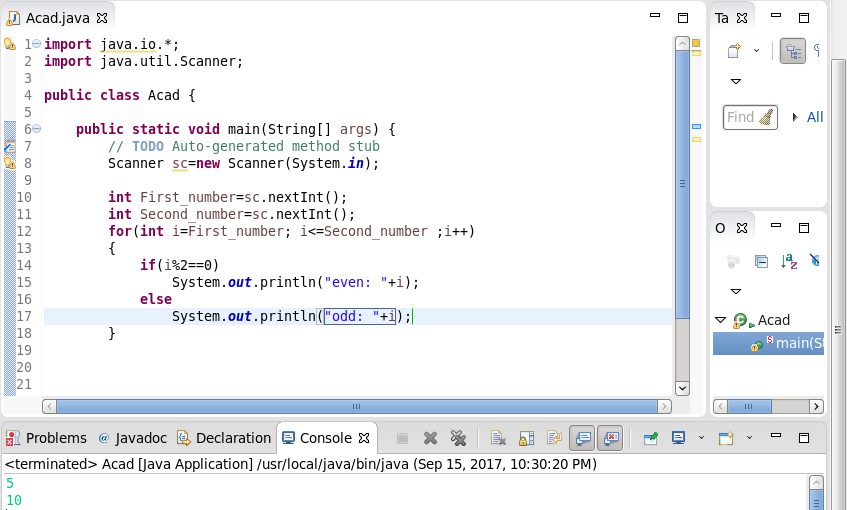 Acad.java
1 import java.io.*;
2 import java.util.Scanner;
3
4 public class Acad {
5
6 public static void main(String[] args) {
7 // TODO Auto-generated method stub
8 Scanner sc=new Scanner(System.in);
9
10 int First_number=sc.nextInt();
11 int Second_number=sc.nextInt();
12 for(int i=First_number; i<=Second_number ;i++)
13 {
14 if(i%2==0)
15 System.out.println("even: "+i);
16 else
17 System.out.println("odd: "+i);
18 }
19
20
21
Ta
Find
All
O
Acad
main(St
Problems @ Javadoc Declaration Console
<terminated> Acad [Java Application] /usr/local/java/bin/java (Sep 15, 2017, 10:30:20 PM)
5
10